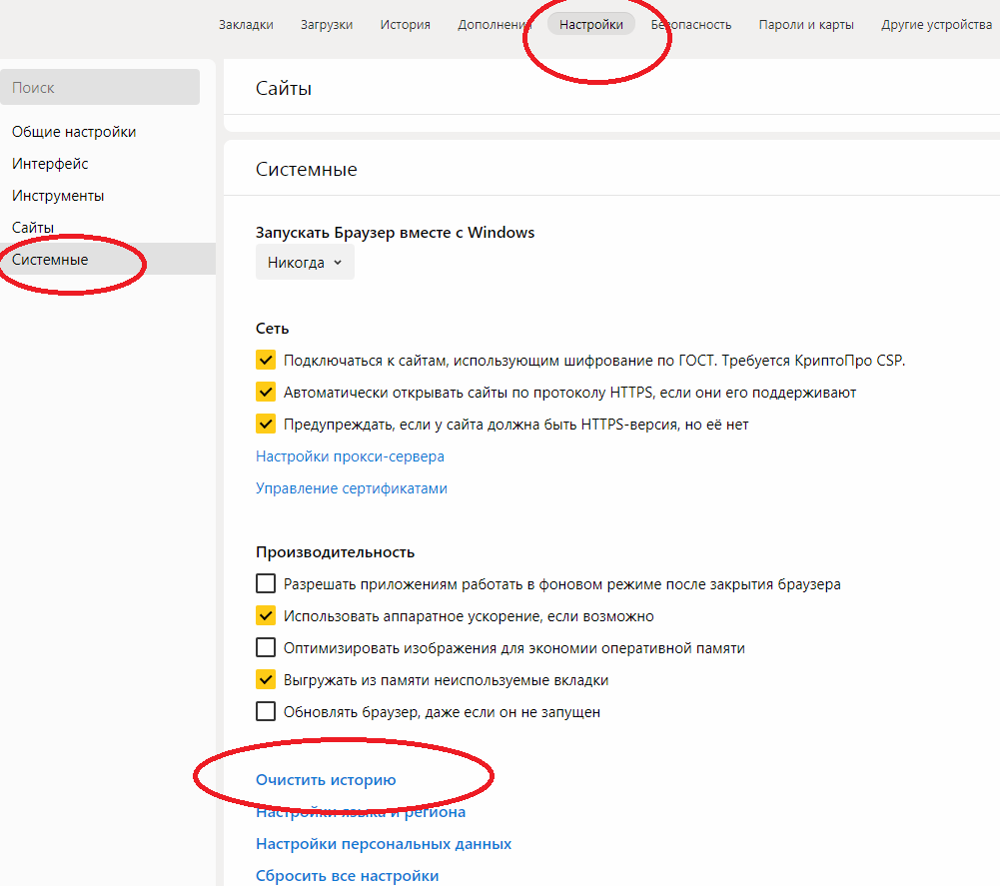 Закладки Загрузки История Дополнения Настройки Безопасность Пароли и карты Другие устройства
Поиск
Общие настройки
Интерфейс
Инструменты
Сайты
Системные
Сайты
Системные
Запускать Браузер вместе с Windows
Никогда
Сеть
Подключаться к сайтам, использующим шифрование по ГОСТ. Требуется КриптоПро CSP.
Автоматически открывать сайты по протоколу HTTPS, если они его поддерживают
Предупреждать, если у сайта должна быть HTTPS-версия, но её нет
Настройки прокси-сервера
Управление сертификатами
Производительность
Разрешать приложениям работать в фоновом режиме после закрытия браузера
Использовать аппаратное ускорение, если возможно
Оптимизировать изображения для экономии оперативной памяти
Выгружать из памяти неиспользуемые вкладки
Обновлять браузер, даже если он не запущен
Очистить историю
Настройки языка и региона
Настройки персональных данных
Сбросить все настройки